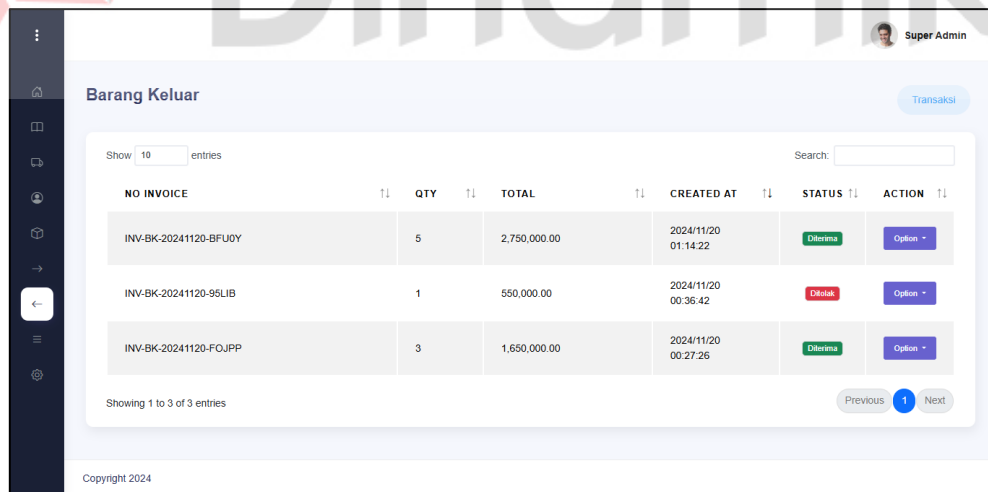 Super Admin
Barang Keluar
Transaksi
Show 10 entries
Search:
NO INVOICE QTY TOTAL CREATED AT STATUS ACTION
INV-BK-20241120-BFU0Y 5 2,750,000.00 2024/11/20 01:14:22 Diterima Option
INV-BK-20241120-95LIB 1 550,000.00 2024/11/20 00:36:42 Ditolak Option
INV-BK-20241120-FOJPP 3 1,650,000.00 2024/11/20 00:27:26 Diterima Option
Showing 1 to 3 of 3 entries
Previous 1 Next
Copyright 2024